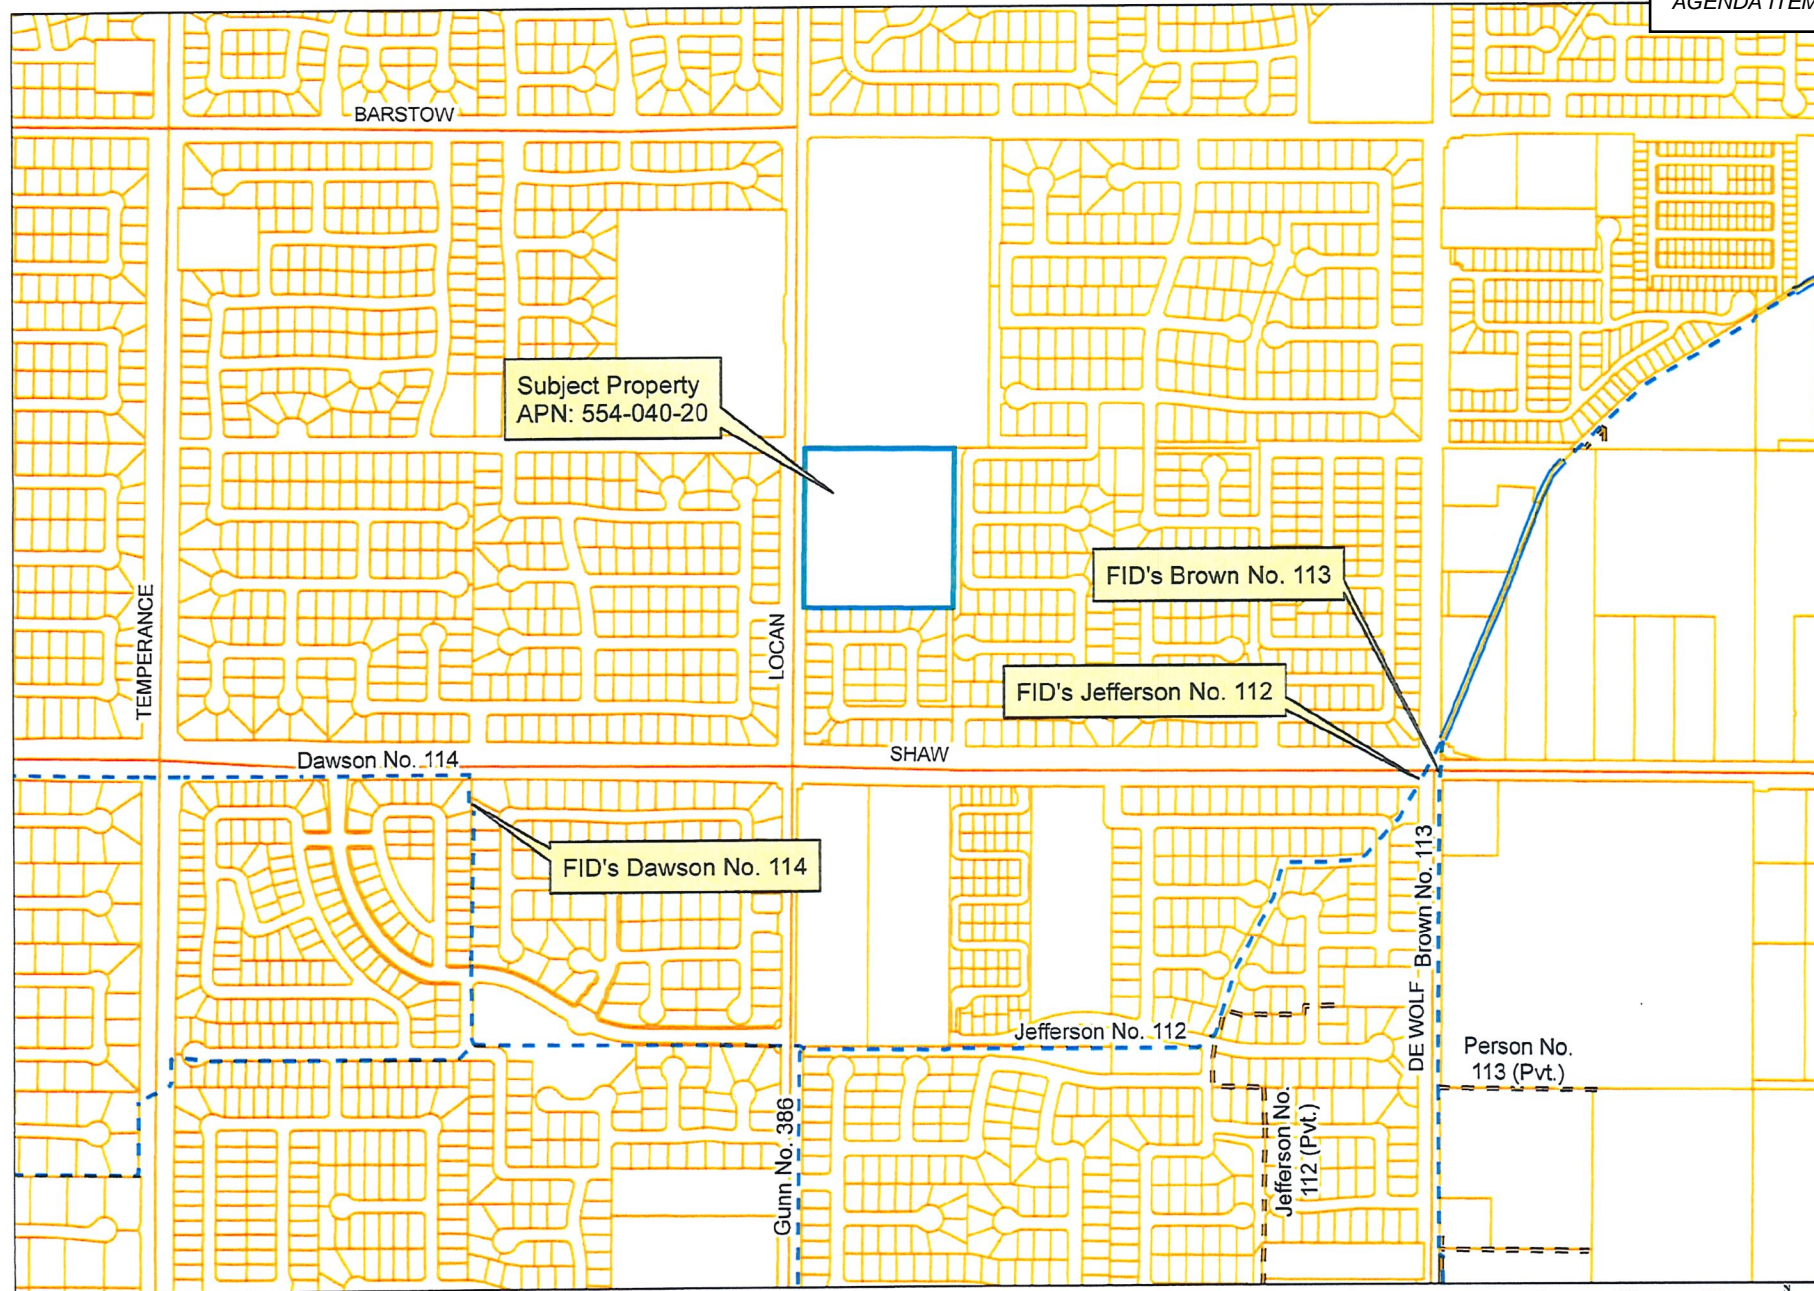 AGENDA ITEM
BARSTOW
Subject Property
APN: 554-040-20
FID's Brown No. 113
TEMPERANCE
LOCAN
FID's Jefferson No. 112
SHAW
Dawson No. 114
FID's Dawson No. 114
Brown No. 113
DE WOLF
Jefferson No. 112
Person No.
113 (Pvt.)
Gunn No. 386
Jefferson No.
112 (Pvt.)